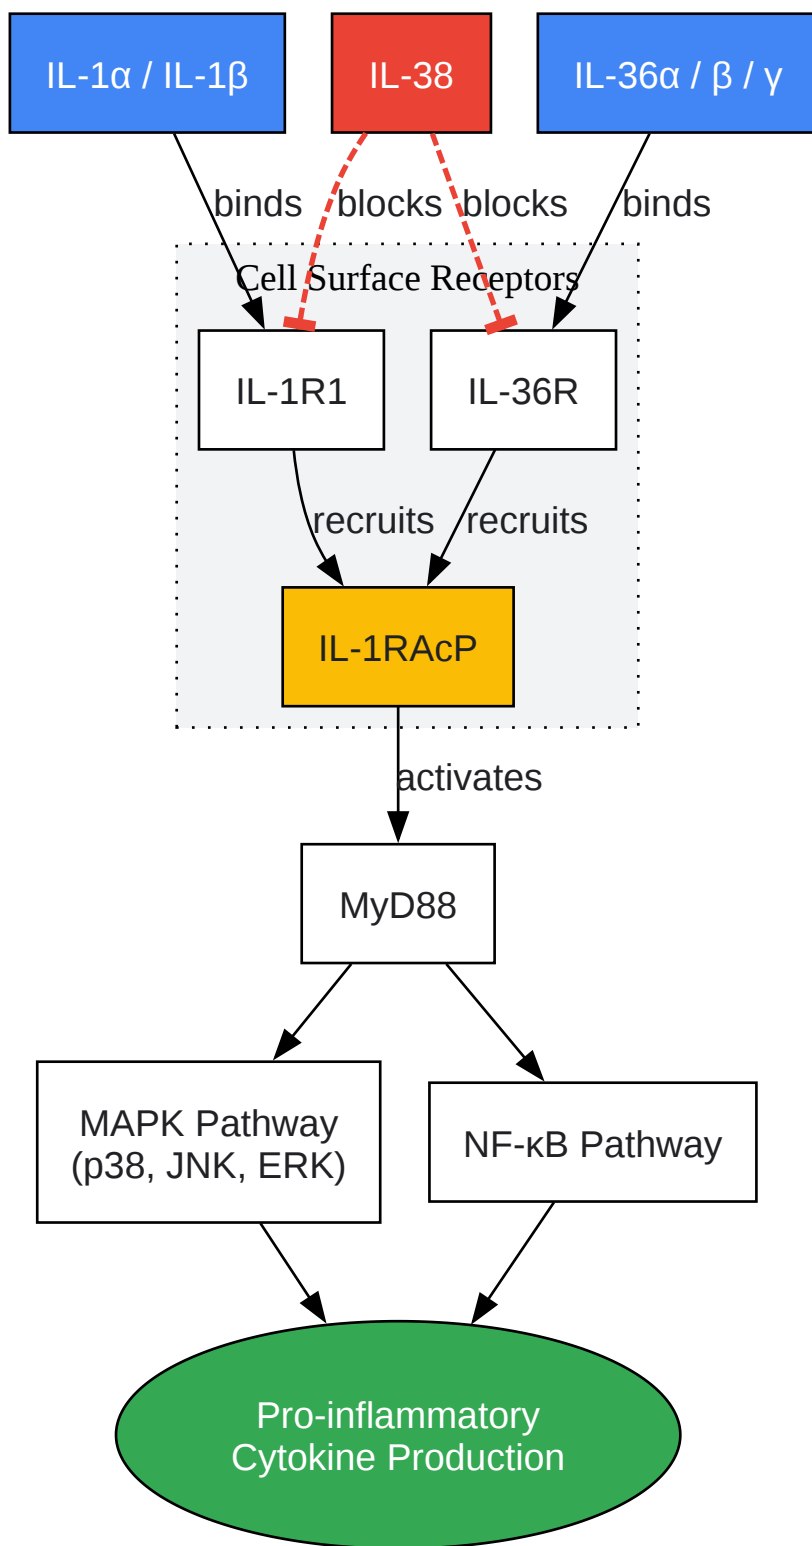 IL-1α / IL-1β
IL-38
IL-36α / β / γ
binds
blocks
blocks
binds
Cell Surface Receptors
IL-1R1
IL-36R
recruits
recruits
IL-1RAcP
activates
MyD88
MAPK Pathway
(p38, JNK, ERK)
NF-κB Pathway
Pro-inflammatory
Cytokine Production